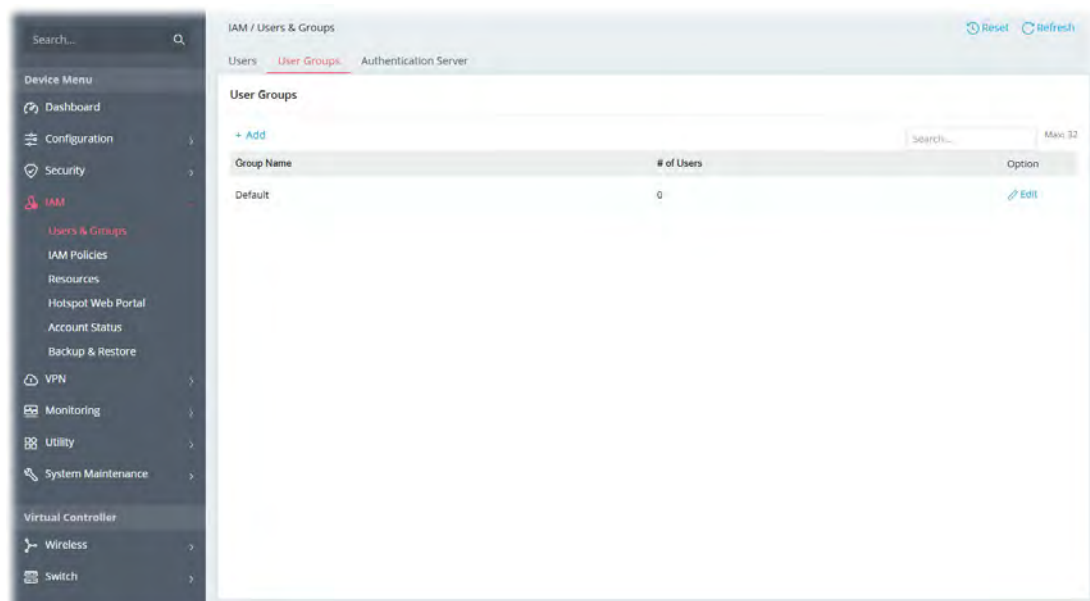 Search...
Device Menu
Dashboard
Configuration
Security
IAM
Users & Groups
IAM Policies
Resources
Hotspot Web Portal
Account Status
Backup & Restore
VPN
Monitoring
Utility
System Maintenance
Virtual Controller
Wireless
Switch
IAM / Users & Groups
Reset Refresh
Users User Groups Authentication Server
User Groups
+ Add Search... Max: 32
Group Name # of Users Option
Default 0 Edit